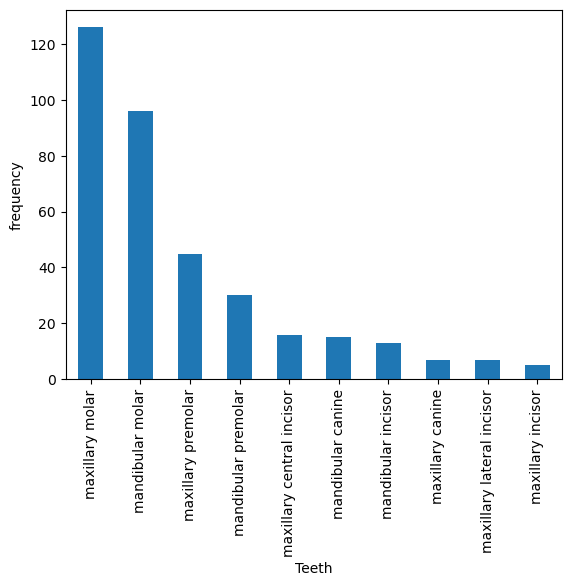 120
100
80
60
40
20
0
frequency
maxillary molar
mandibular molar
maxillary premolar
mandibular premolar
maxillary central incisor
mandibular canine
mandibular incisor
maxillary canine
maxillary lateral incisor
maxillary incisor
Teeth